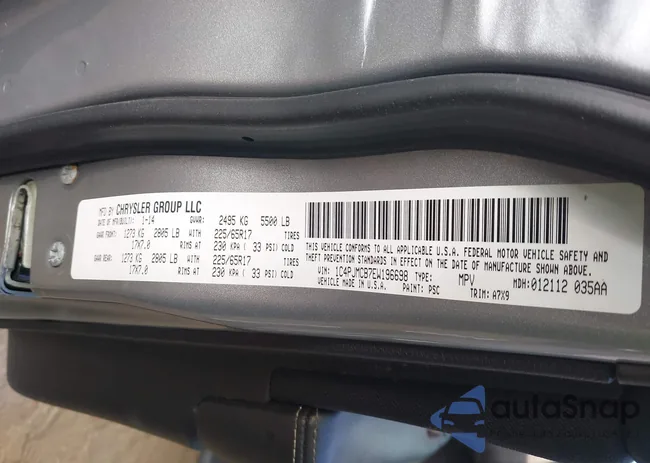 MFD BY CHRYSLER GROUP LLC
DATE OF MFR 1-14 GVWR: 2495 KG 5500 LB
GAWR FRONT: 1273 KG 2805 LB WITH 225/65R17 TIRES
17X7.0 RIMS AT 230 KPA ( 33 PSI) COLD
GAWR REAR: 1273 KG 2805 LB WITH 225/65R17 TIRES
17X7.0 RIMS AT 230 KPA ( 33 PSI) COLD
THIS VEHICLE CONFORMS TO ALL APPLICABLE U.S.A. FEDERAL MOTOR VEHICLE SAFETY AND
THEFT PREVENTION STANDARDS IN EFFECT ON THE DATE OF MANUFACTURE SHOWN ABOVE.
VIN: 1C4PJMCB7EW196698 TYPE: MPV MDH: 012112 035AA
VEHICLE MADE IN U.S.A. PAINT: PSC TRIM: A7X9
autoSnap